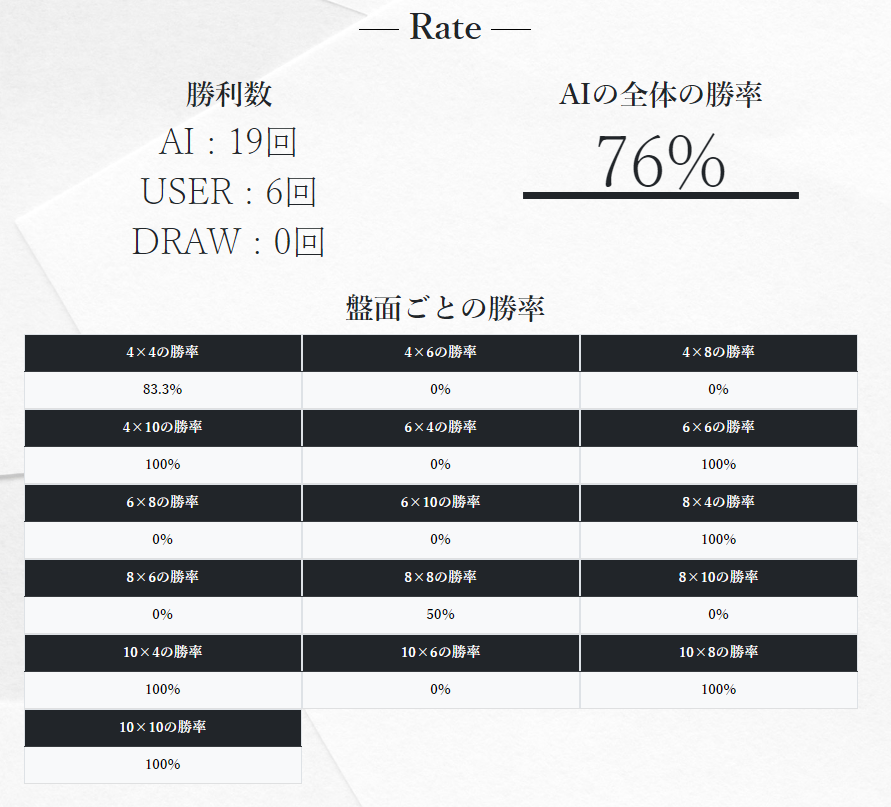 Rate
勝利数
AI : 19回
USER : 6回
DRAW : 0回
AIの全体の勝率
76%
盤面ごとの勝率
4×4の勝率 4×6の勝率 4×8の勝率
83.3% 0% 0%
4×10の勝率 6×4の勝率 6×6の勝率
100% 0% 100%
6×8の勝率 6×10の勝率 8×4の勝率
0% 0% 100%
8×6の勝率 8×8の勝率 8×10の勝率
0% 50% 0%
10×4の勝率 10×6の勝率 10×8の勝率
100% 0% 100%
10×10の勝率
100%